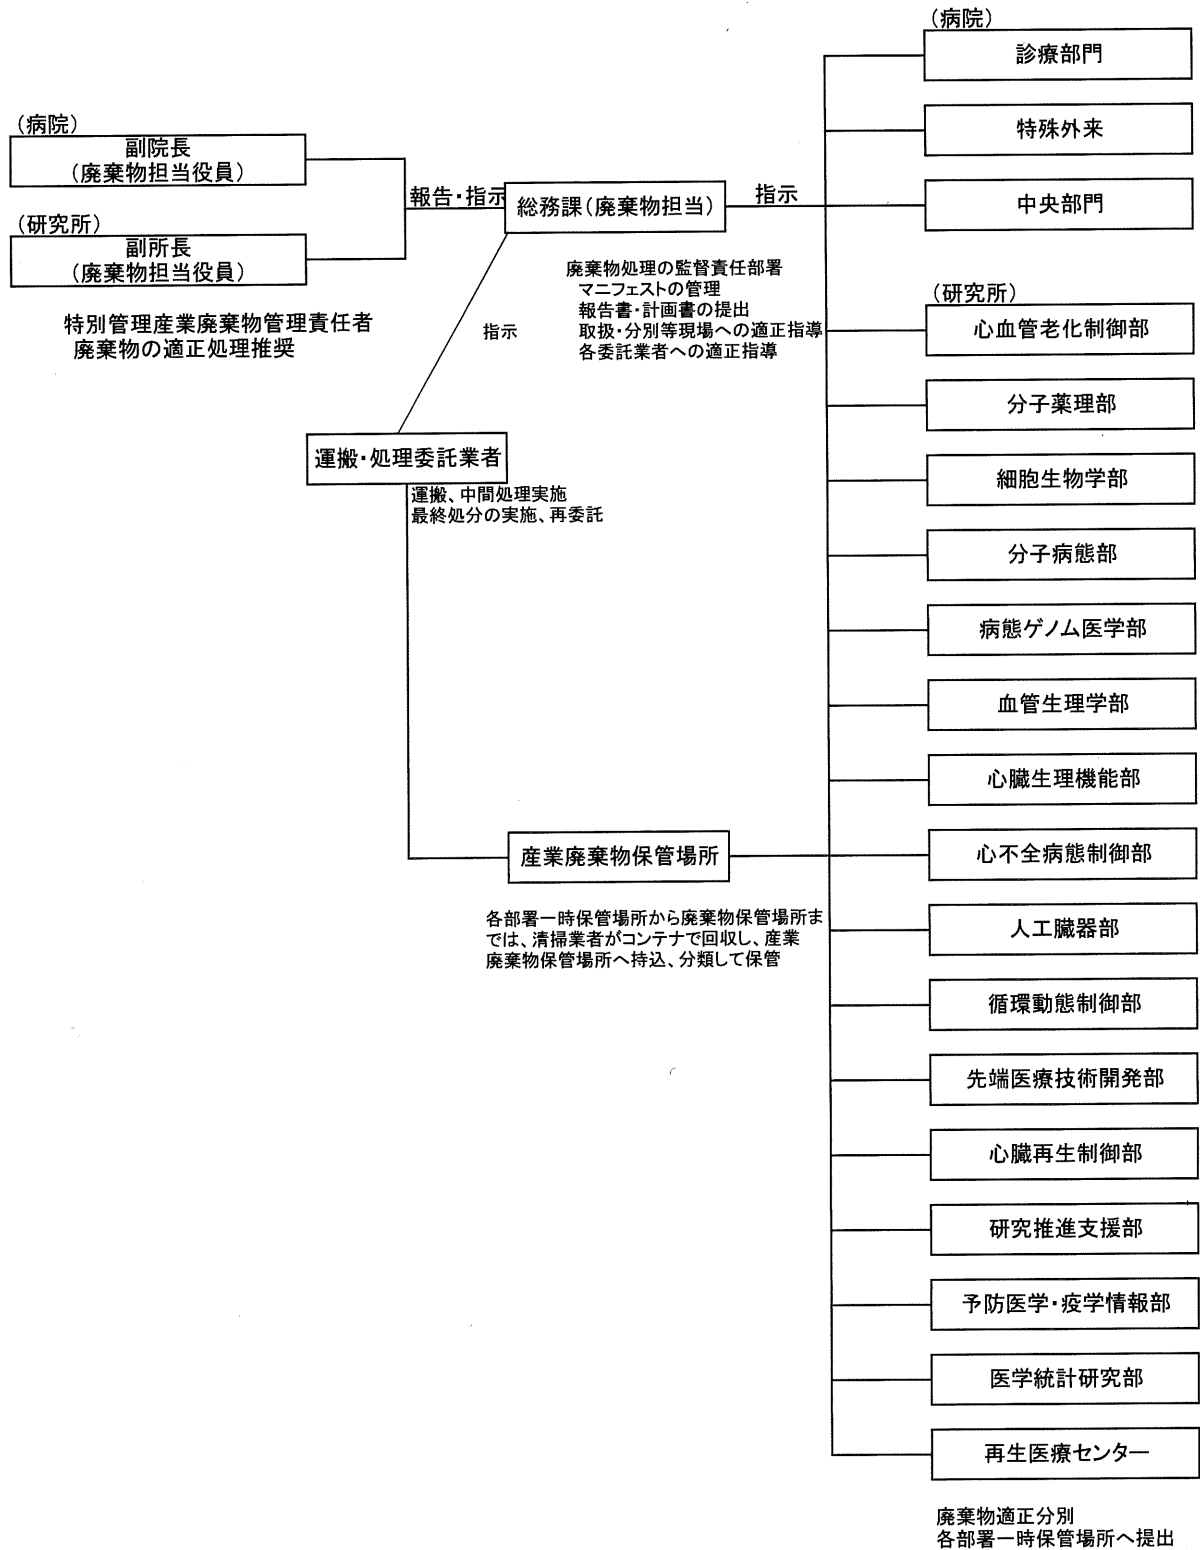 (病院)
副院長
(廃棄物担当役員)
(研究所)
副所長
(廃棄物担当役員)
特別管理産業廃棄物管理責任者
廃棄物の適正処理推奨
報告・指示
総務課(廃棄物担当)
指示
廃棄物処理の監督責任部署
マニフェストの管理
報告書・計画書の提出
取扱・分別等現場への適正指導
各委託業者への適正指導
指示
運搬・処理委託業者
運搬、中間処理実施
最終処分の実施、再委託
産業廃棄物保管場所
各部署一時保管場所から廃棄物保管場所ま
では、清掃業者がコンテナで回収し、産業
廃棄物保管場所へ持込、分類して保管
(病院)
診療部門
特殊外来
中央部門
(研究所)
心血管老化制御部
分子薬理部
細胞生物学部
分子病態部
病態ゲノム医学部
血管生理学部
心臓生理機能部
心不全病態制御部
人工臓器部
循環動態制御部
先端医療技術開発部
心臓再生制御部
研究推進支援部
予防医学・疫学情報部
医学統計研究部
再生医療センター
廃棄物適正分別
各部署一時保管場所へ提出